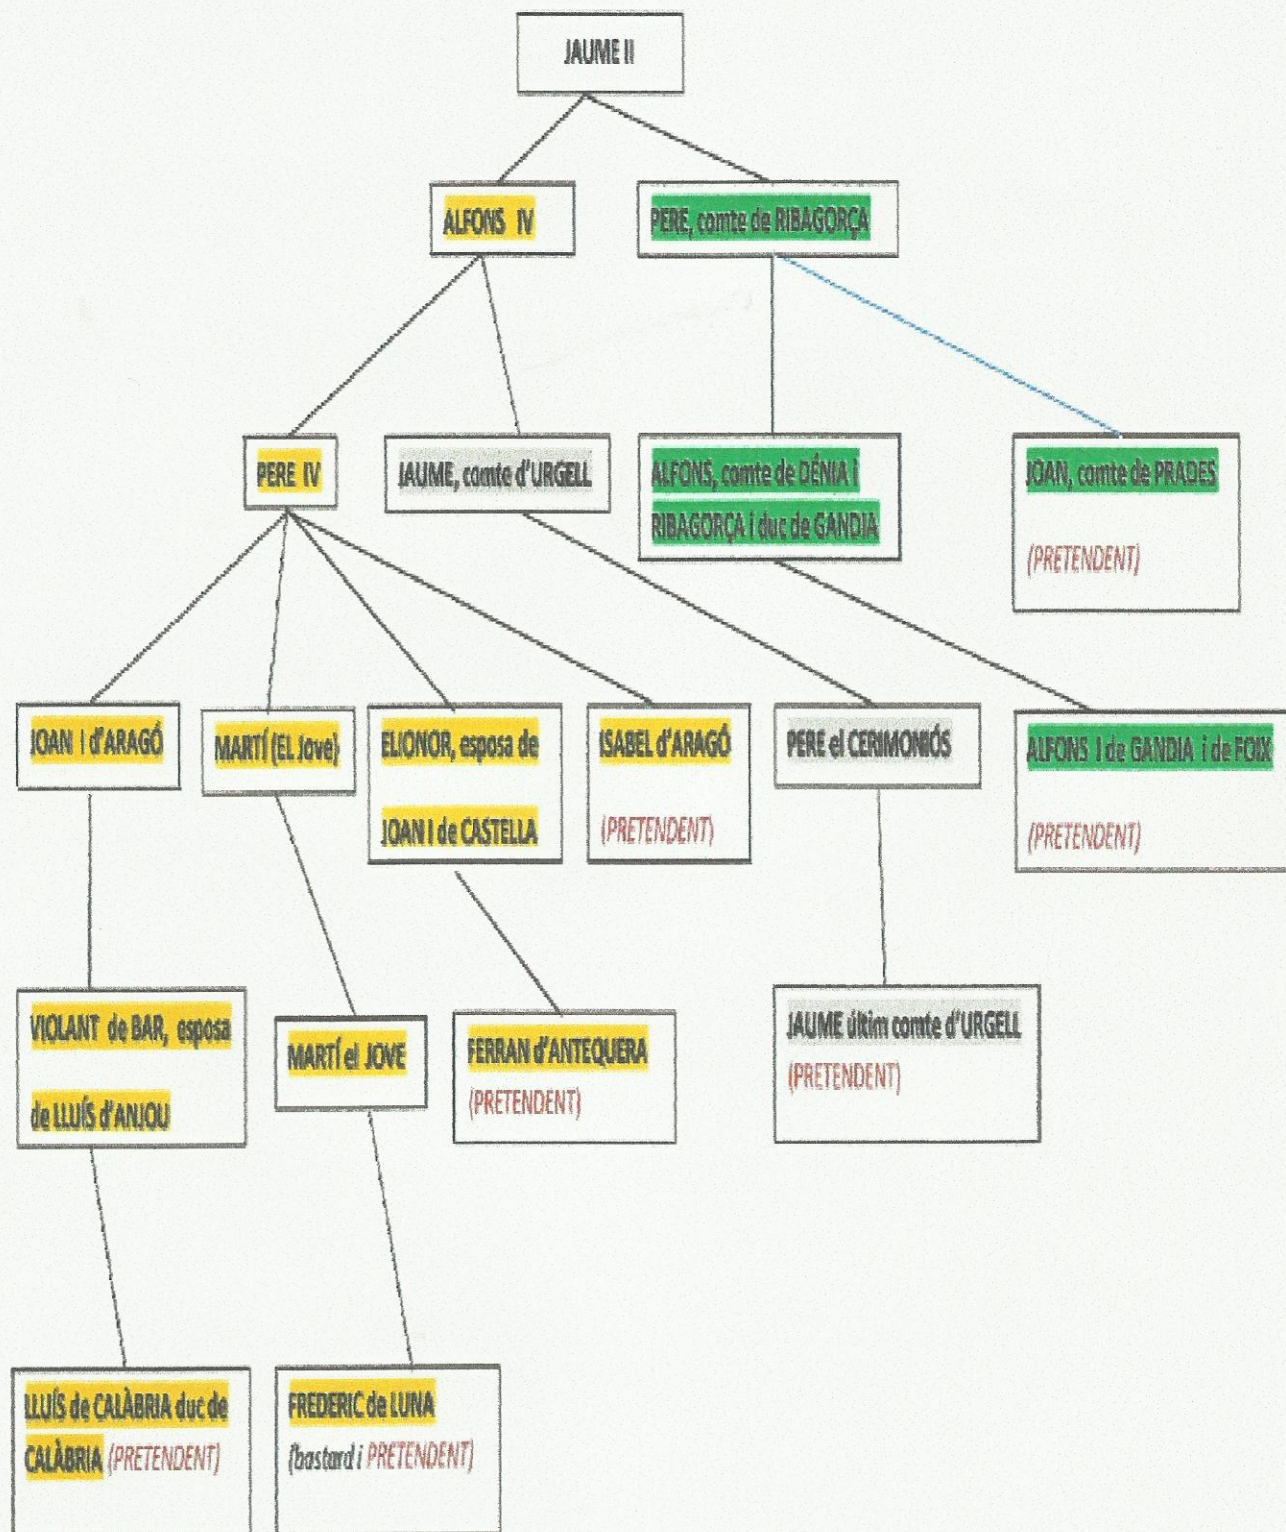 JAUME II
ALFONS IV
PERE, comte de RIBAGORÇA
PERE IV
JAUME, comte d'URGELL
ALFONS, comte de DÉNIA i
RIBAGORÇA i duc de GANDIA
JOAN, comte de PRADES
(PRETENDENT)
JOAN I d'ARAGÓ
MARTÍ (EL Jove)
ELIONOR, esposa de
JOAN I de CASTELLA
ISABEL d'ARAGÓ
(PRETENDENT)
PERE el CERIMONIÓS
ALFONS I de GANDIA i de FOIX
(PRETENDENT)
VIOLANT de BAR, esposa
de LLUÍS d'ANJOU
MARTÍ el JOVE
FERRAN d'ANTEQUERA
(PRETENDENT)
JAUME últim comte d'URGELL
(PRETENDENT)
LLUÍS de CALÀBRIA duc de
CALÀBRIA (PRETENDENT)
FREDERIC de LUNA
(bastard i PRETENDENT)